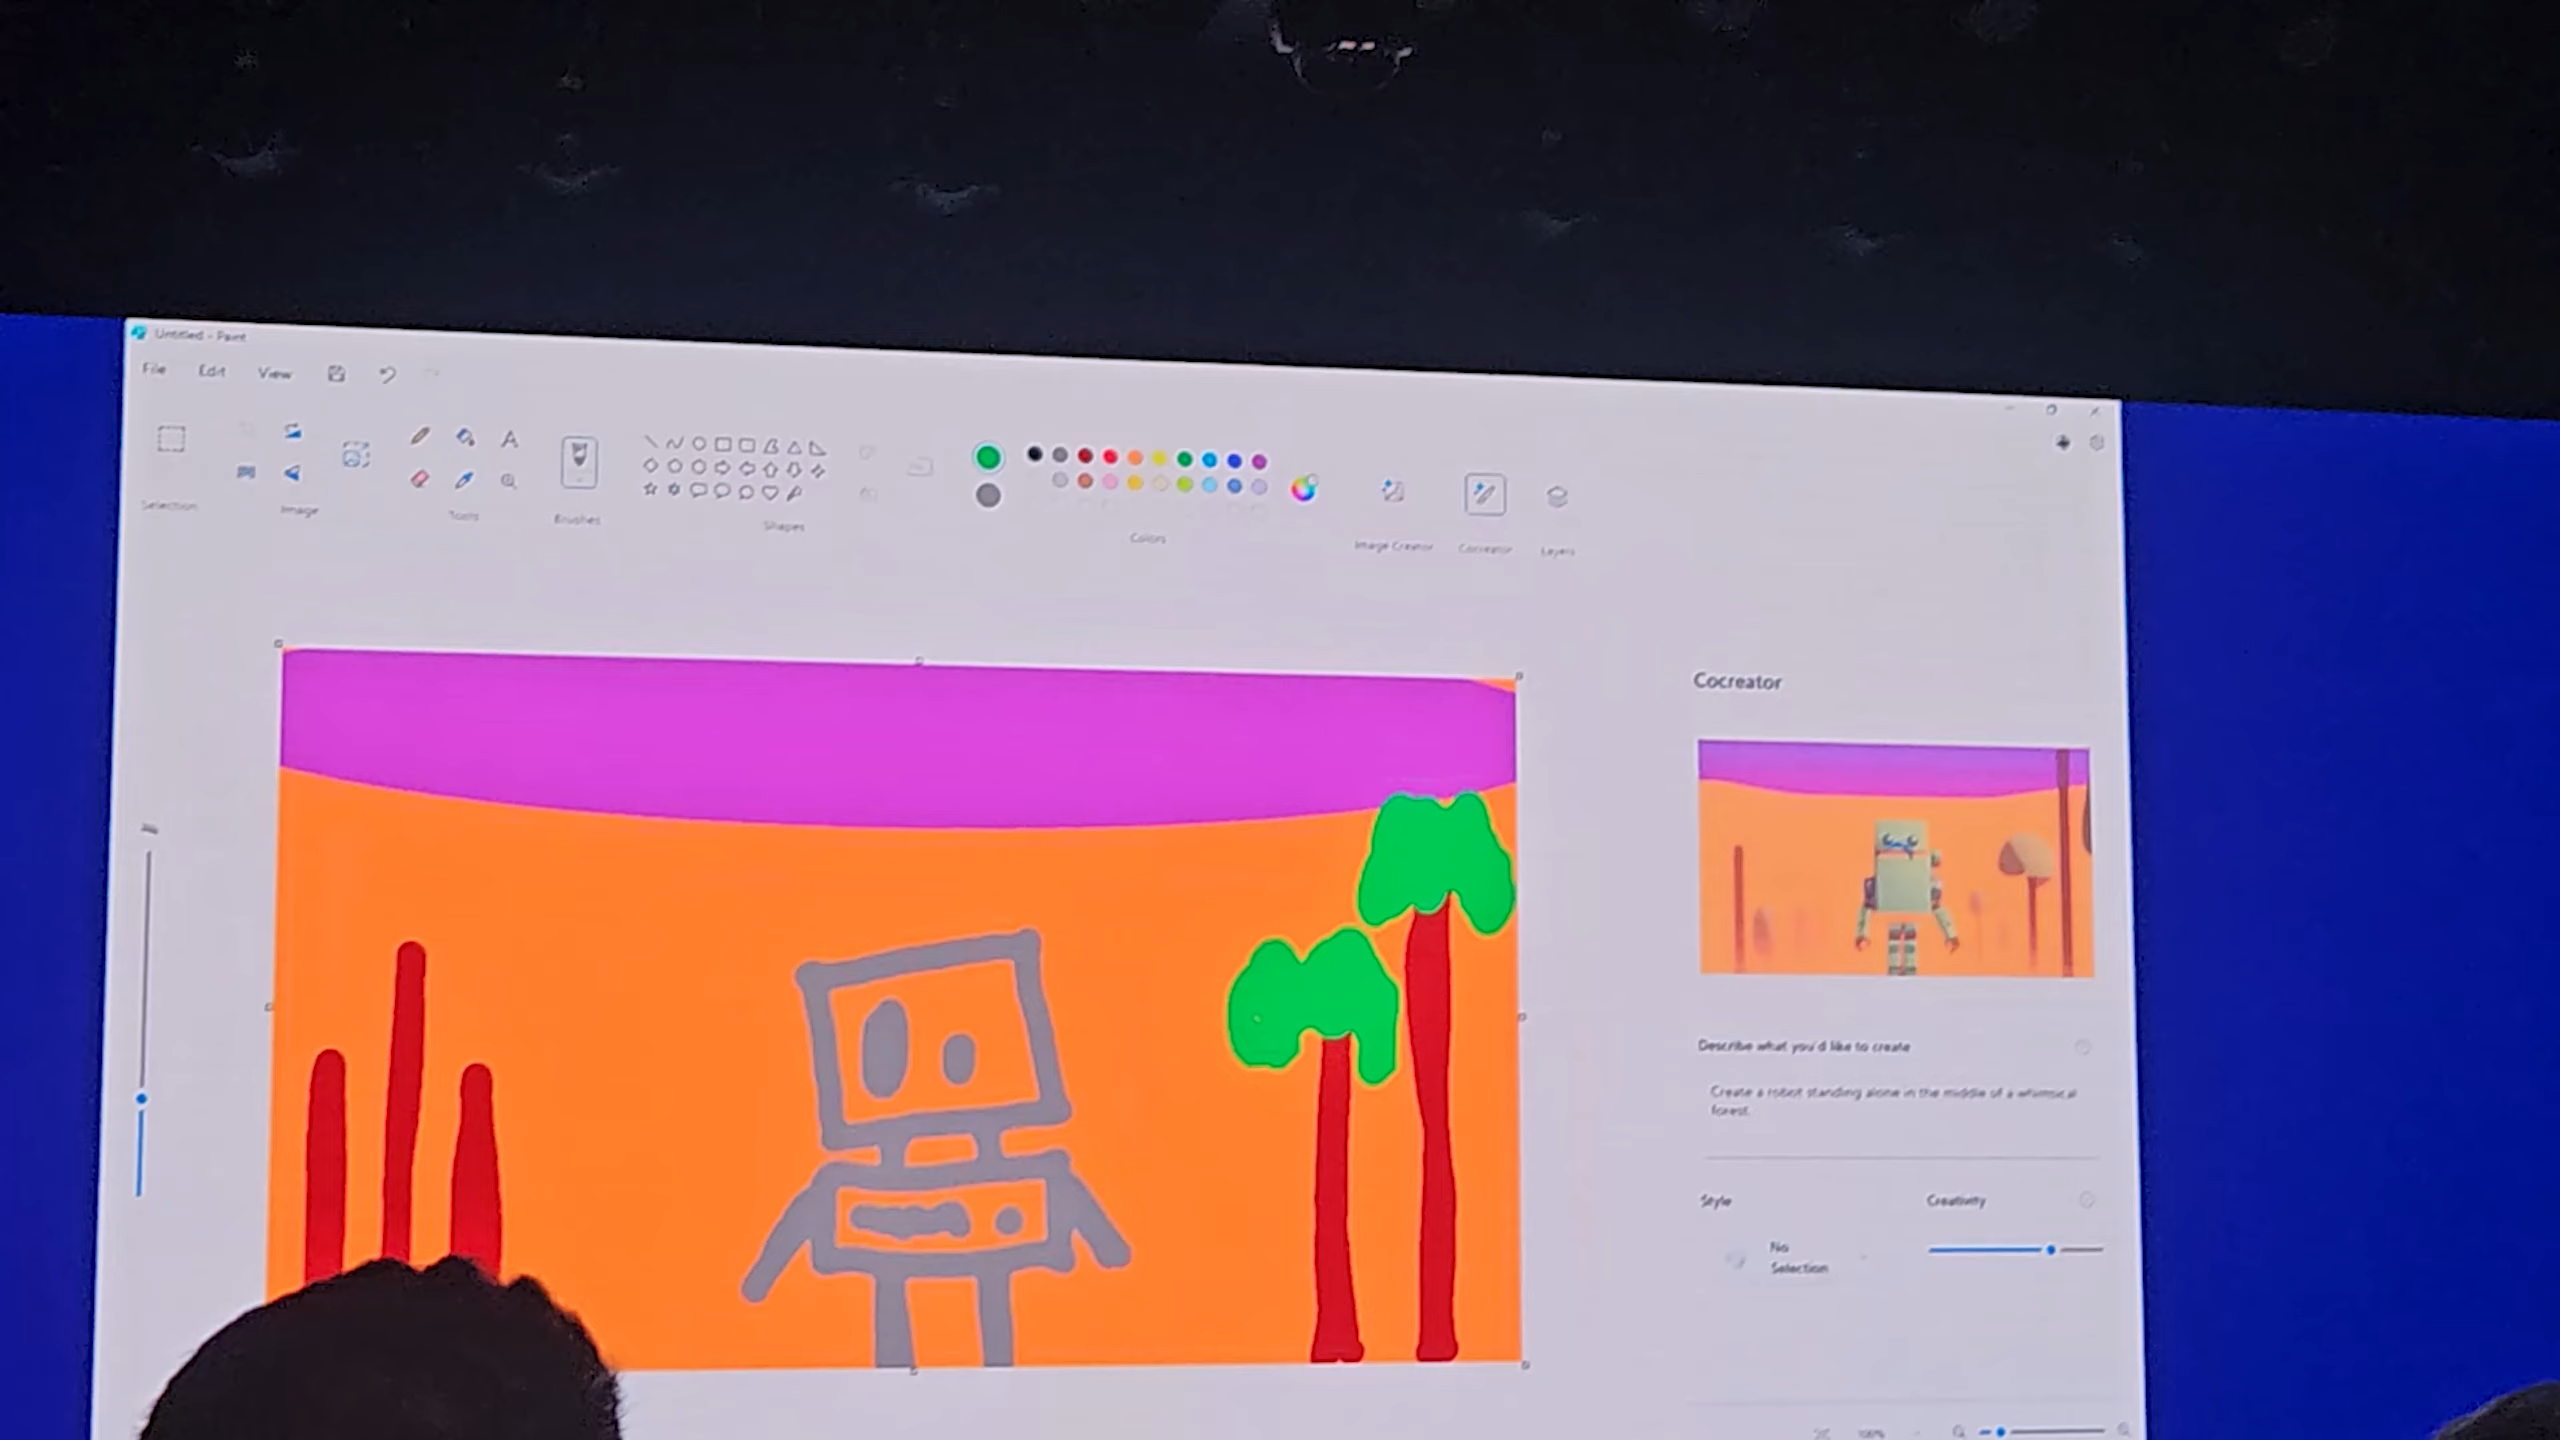 Untitled - Paint
File Edit View
Selection
Image
Tools
Brushes
Shapes
Colors
Image Creator
Cocreator
Layers
Cocreator
Describe what you'd like to create
Create a robot standing alone in the middle of a whimsical
forest.
Style
Creativity
No
Selection
100%